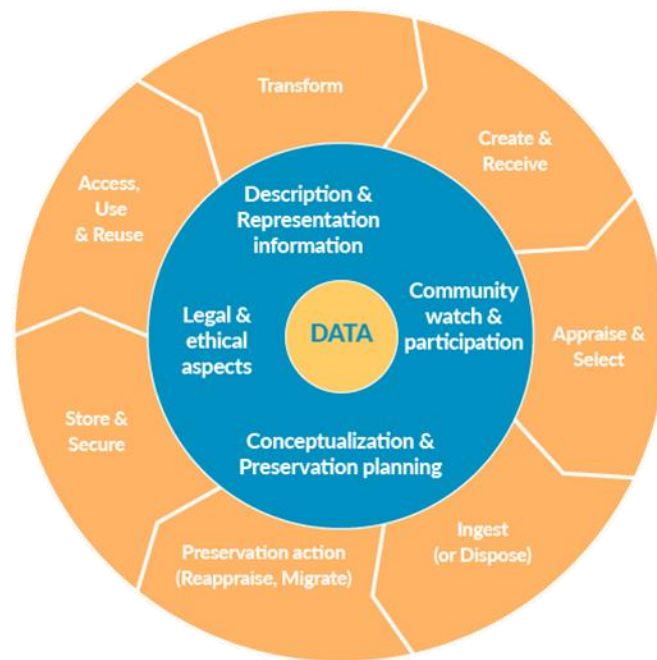 Transform
Create &
Receive
Access,
Use
& Reuse
Description &
Representation
information
Community
watch &
participation
Legal &
ethical
aspects
DATA
Appraise &
Select
Store &
Secure
Conceptualization &
Preservation planning
Ingest
(or Dispose)
Preservation action
(Reappraise, Migrate)